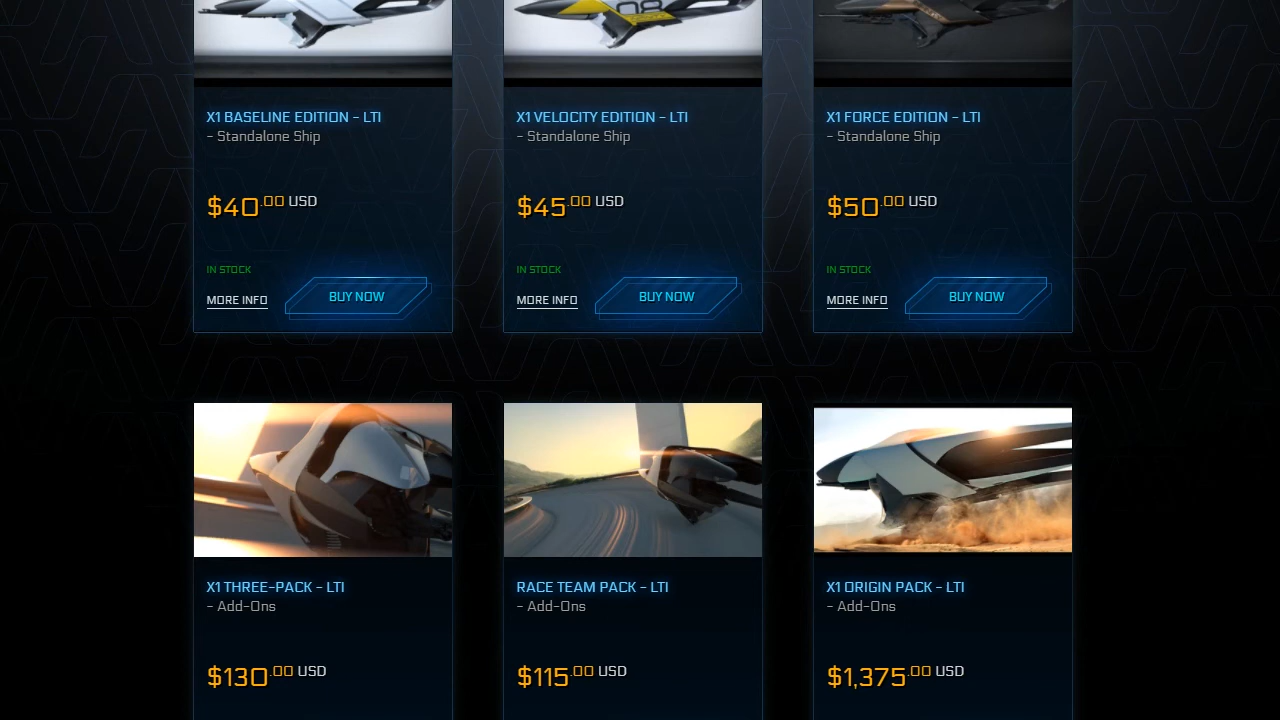 08
X1 BASELINE EDITION - LTI
- Standalone Ship
$40.00 USD
IN STOCK
MORE INFO
BUY NOW
X1 VELOCITY EDITION - LTI
- Standalone Ship
$45.00 USD
IN STOCK
MORE INFO
BUY NOW
X1 FORCE EDITION - LTI
- Standalone Ship
$50.00 USD
IN STOCK
MORE INFO
BUY NOW
X1 THREE-PACK - LTI
- Add-Ons
$130.00 USD
RACE TEAM PACK - LTI
- Add-Ons
$115.00 USD
X1 ORIGIN PACK - LTI
- Add-Ons
$1,375.00 USD